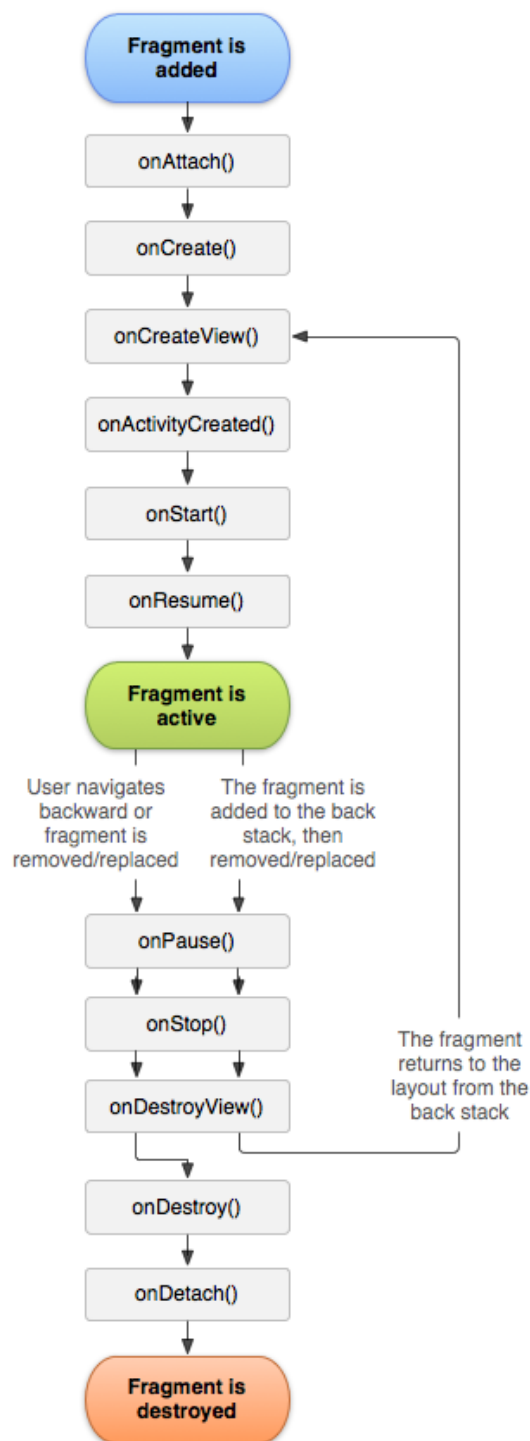 Fragment is
added
onAttach()
onCreate()
onCreateView()
onActivityCreated()
onStart()
onResume()
Fragment is
active
User navigates
backward or
fragment is
removed/replaced
The fragment is
added to the back
stack, then
removed/replaced
onPause()
onStop()
onDestroyView()
The fragment
returns to the
layout from the
back stack
onDestroy()
onDetach()
Fragment is
destroyed